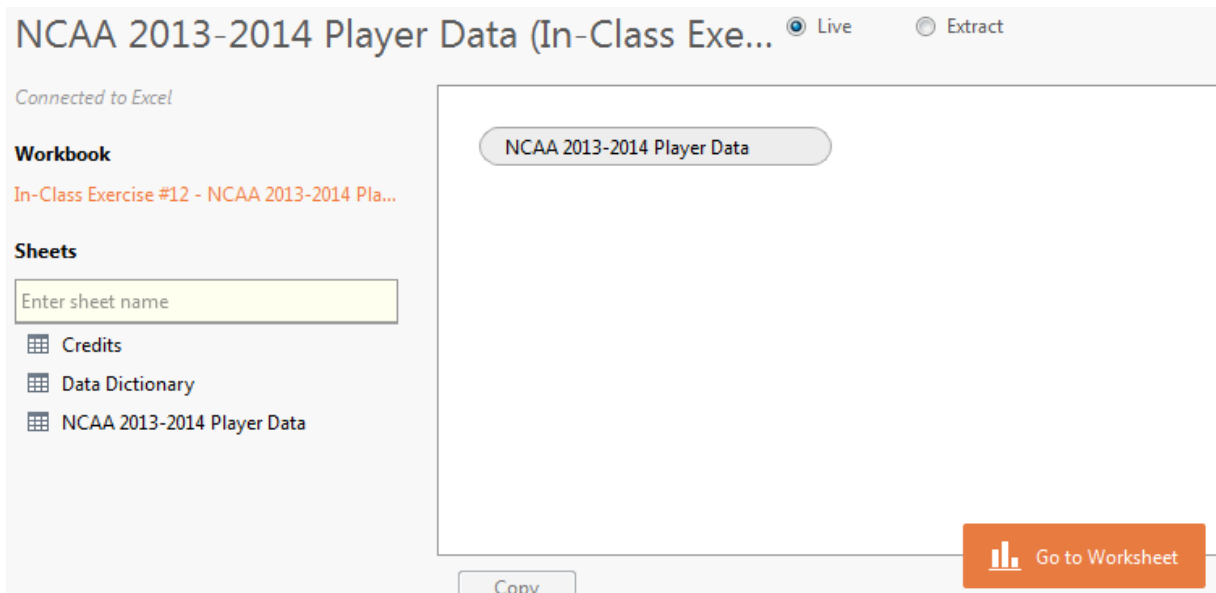 NCAA 2013-2014 Player Data (In-Class Exe... Live Extract
Connected to Excel
Workbook
In-Class Exercise #12 - NCAA 2013-2014 Pla...
Sheets
Enter sheet name
Credits
Data Dictionary
NCAA 2013-2014 Player Data
NCAA 2013-2014 Player Data
Go to Worksheet
Copy